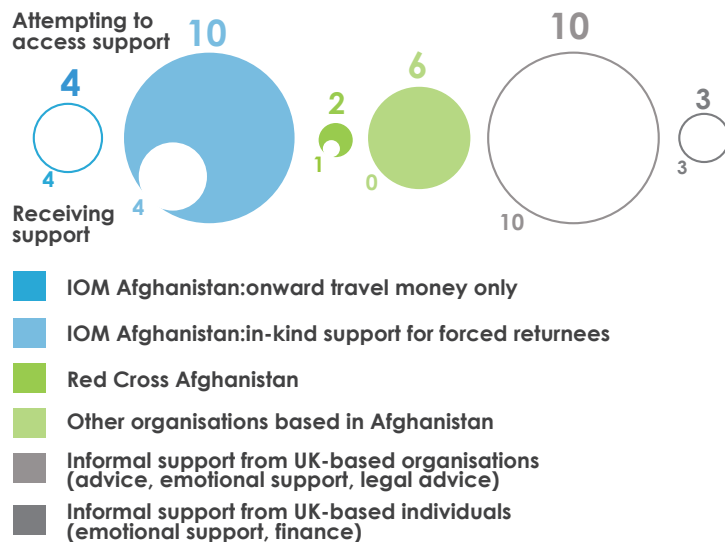 Attempting to
access support
4
10
2
6
10
3
4
4
1
0
10
3
Receiving
support
IOM Afghanistan:onward travel money only
IOM Afghanistan:in-kind support for forced returnees
Red Cross Afghanistan
Other organisations based in Afghanistan
Informal support from UK-based organisations
(advice, emotional support, legal advice)
Informal support from UK-based individuals
(emotional support, finance)